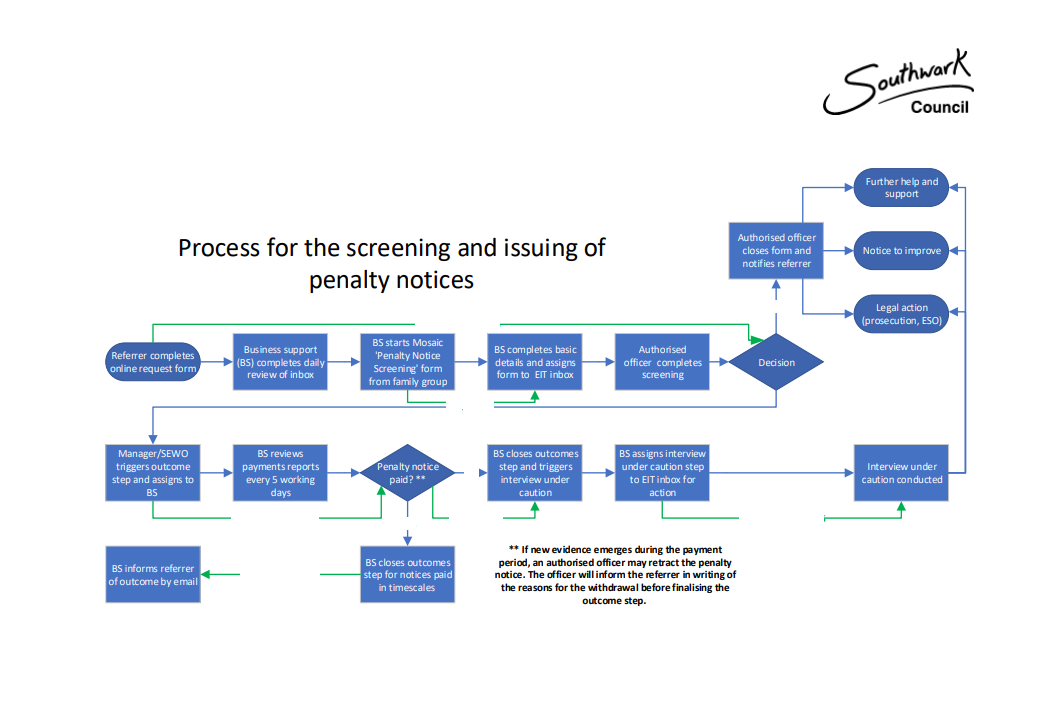 Southwark
Council
Process for the screening and issuing of
penalty notices
Further help and
support
Authorised officer
closes form and
notifies referrer
Notice to improve
Legal action
(prosecution, ESO)
Referrer completes
online request form
Business support
(BS) completes daily
review of inbox
BS starts Mosaic
'Penalty Notice
Screening' form
from family group
BS completes basic
details and assigns
form to EIT inbox
Authorised
officer completes
screening
Decision
Manager/SEWO
triggers outcome
step and assigns to
BS
BS reviews
payments reports
every 5 working
days
Penalty notice
paid? **
BS closes outcomes
step and triggers
interview under
caution
BS assigns interview
under caution step
to EIT inbox for
action
Interview under
caution conducted
BS informs referrer
of outcome by email
BS closes outcomes
step for notices paid
in timescales
** If new evidence emerges during the payment
period, an authorised officer may retract the penalty
notice. The officer will inform the referrer in writing of
the reasons for the withdrawal before finalising the
outcome step.